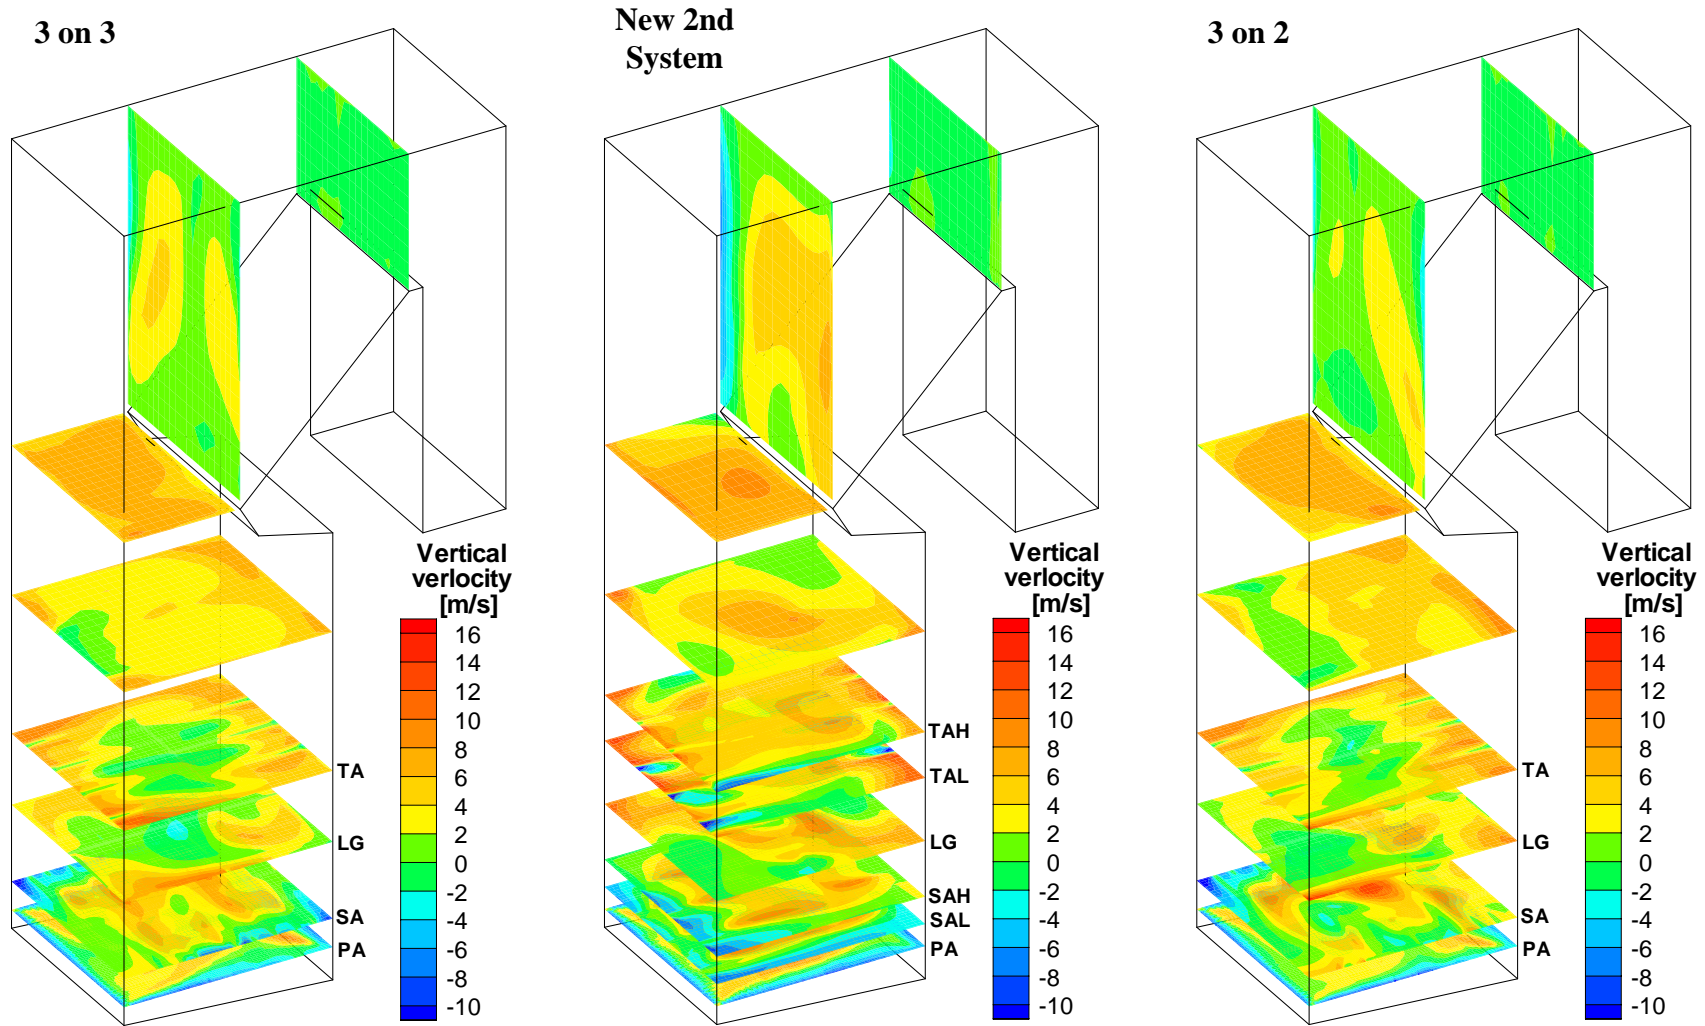 3 on 3
New 2nd
System
3 on 2
Vertical
verlocity
[m/s]
16
14
12
10
8
6
4
2
0
-2
-4
-6
-8
-10
TA
LG
SA
PA
Vertical
verlocity
[m/s]
16
14
12
10
8
6
4
2
0
-2
-4
-6
-8
-10
TAH
TAL
LG
SAH
SAL
PA
Vertical
verlocity
[m/s]
16
14
12
10
8
6
4
2
0
-2
-4
-6
-8
-10
TA
LG
SA
PA